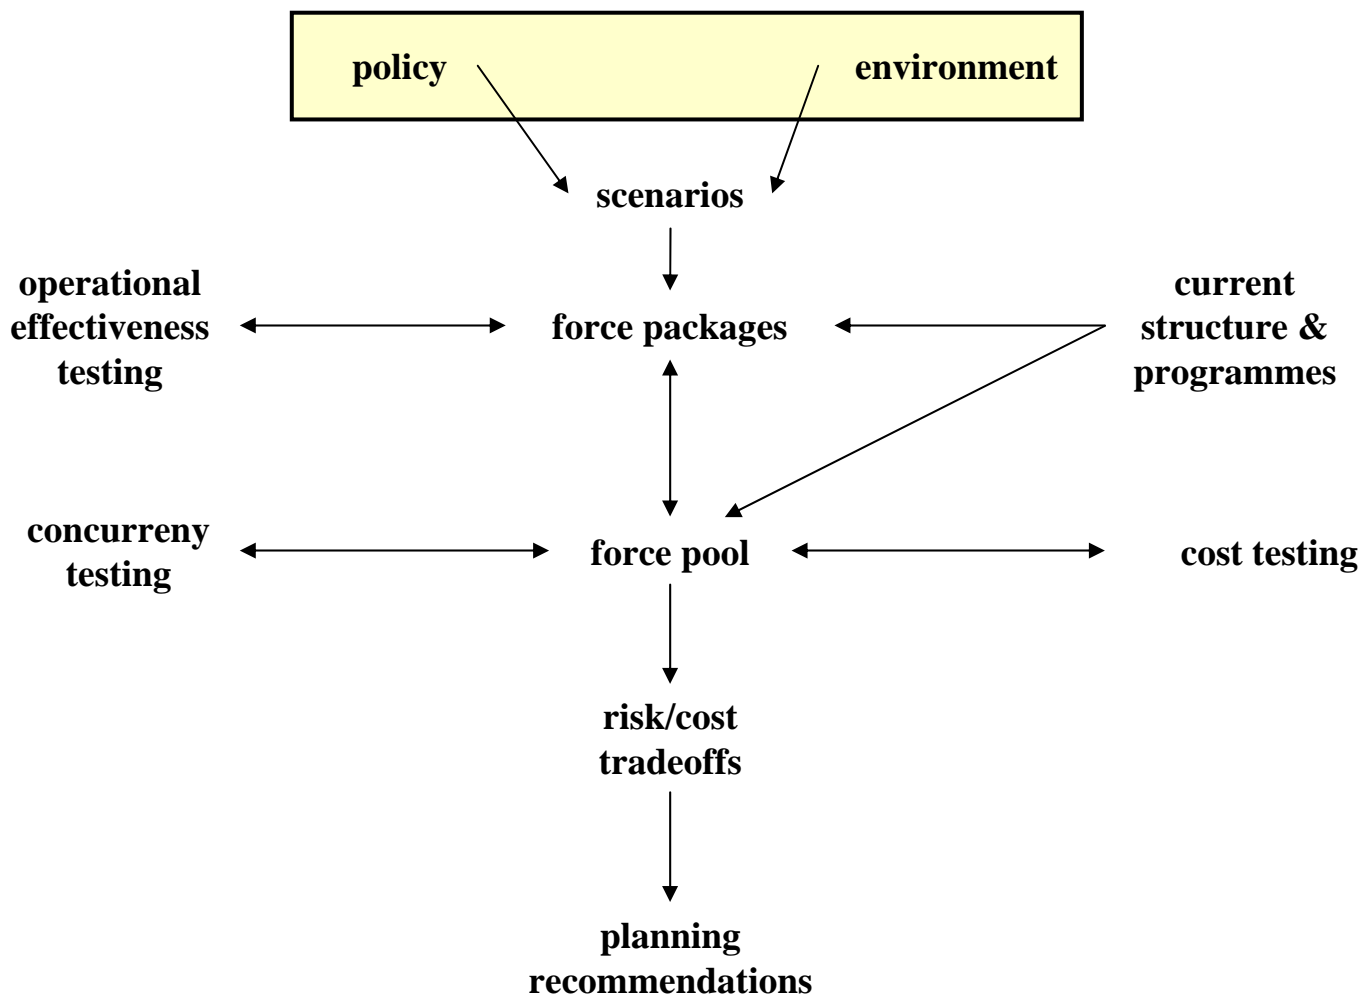 policy
environment
scenarios
operational
effectiveness
testing
force packages
current
structure &
programmes
concurreny
testing
force pool
cost testing
risk/cost
tradeoffs
planning
recommendations